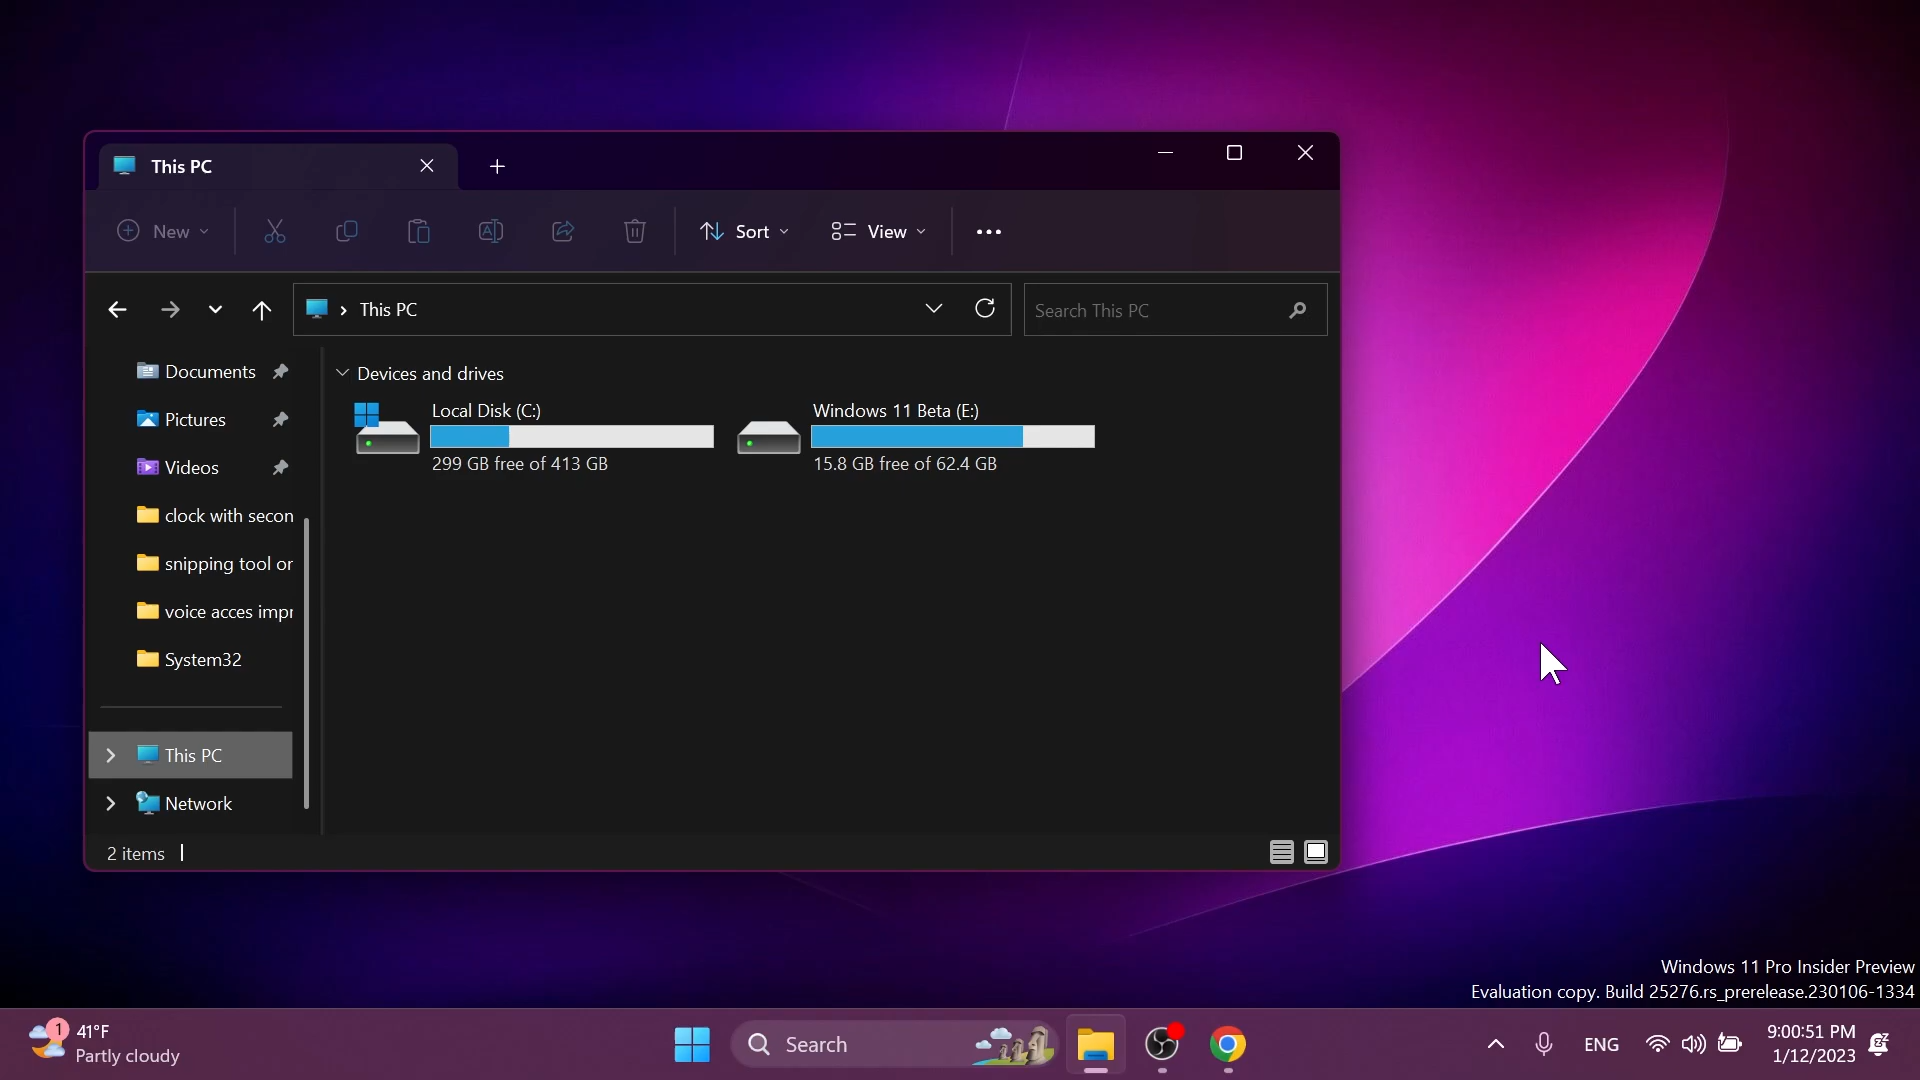 This PC
New
Sort
View
This PC
Search This PC
Documents
Pictures
Videos
clock with secon
snipping tool or
voice acces impr
System32
This PC
Network
Devices and drives
Local Disk (C:)
299 GB free of 413 GB
Windows 11 Beta (E:)
15.8 GB free of 62.4 GB
2 items
Windows 11 Pro Insider Preview
Evaluation copy. Build 25276.rs_prerelease.230106-1334
1
41°F
Partly cloudy
Search
ENG
9:00:51 PM
1/12/2023